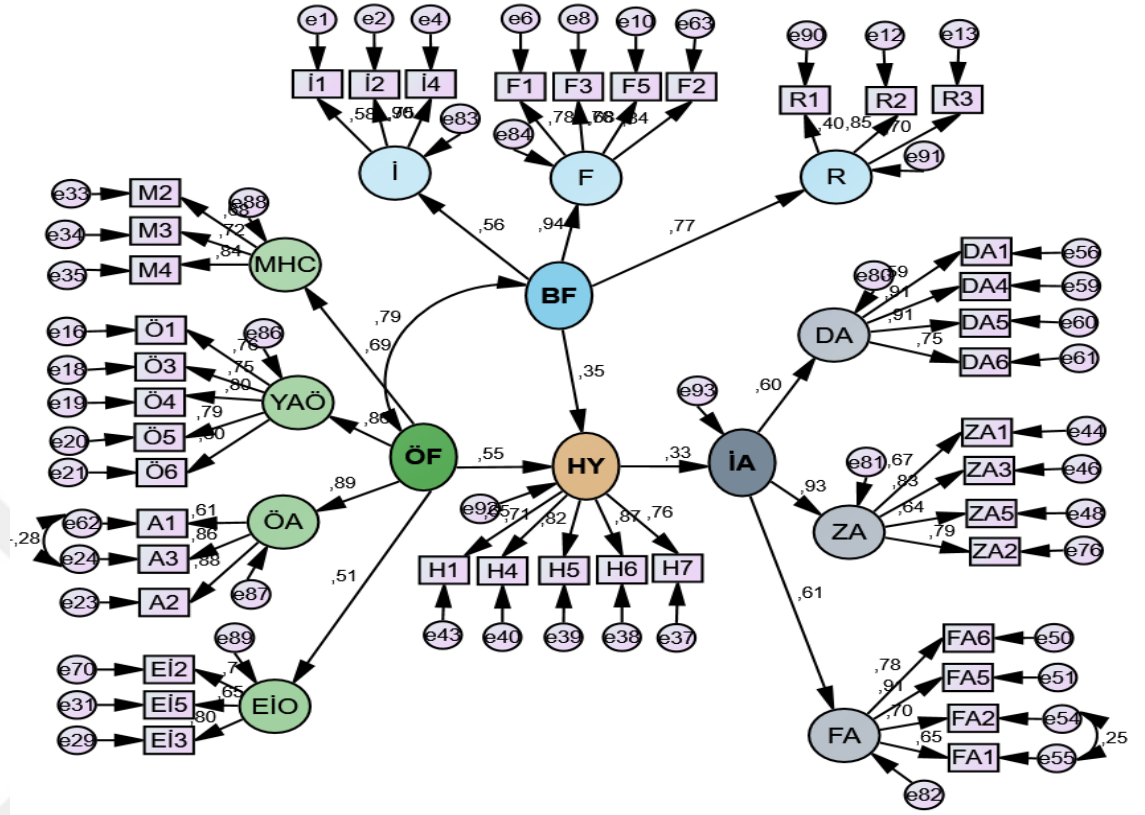 e1 e2 e4 e6 e8 e10 e63 e90 e12 e13
İ1 İ2 İ4 F1 F3 F5 F2 R1 R2 R3
,58 ,78 ,84 ,40 ,85 ,70
e83 e84 e91
İ F R
,56 ,94 ,77
BF
,79
,69
,35
e33 M2 e88
e34 M3 ,72
e35 M4 ,84 MHC
e16 Ö1 ,76 e86
e18 Ö3 ,75
e19 Ö4 ,80 YAÖ
e20 Ö5 ,79
e21 Ö6
ÖF ,55 HY ,33 İA
,89
e62 A1 ,61
-,28 e24 A3 ,86 ÖA
e23 A2 ,88 e87
,51
e89
e70 Eİ2
e31 Eİ5 ,65 EİO
e29 Eİ3 ,80
e92 ,71 ,82 ,87 ,76
H1 H4 H5 H6 H7
e43 e40 e39 e38 e37
e93
,60 ,93 ,61
e80 DA1 e56
,91 DA4 e59
DA ,91 DA5 e60
,75 DA6 e61
e81 ,67 ZA1 e44
,83 ZA3 e46
ZA ,64 ZA5 e48
,79 ZA2 e76
,78 FA6 e50
,91 FA5 e51
FA ,70 FA2 e54
,65 FA1 e55 ,25
e82